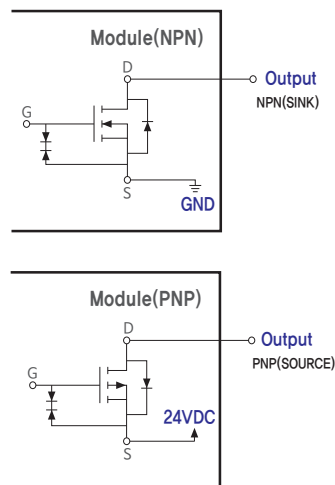 Module(NPN)
D
Output
NPN(SINK)
G
S
GND
Module(PNP)
D
Output
PNP(SOURCE)
G
24VDC
S